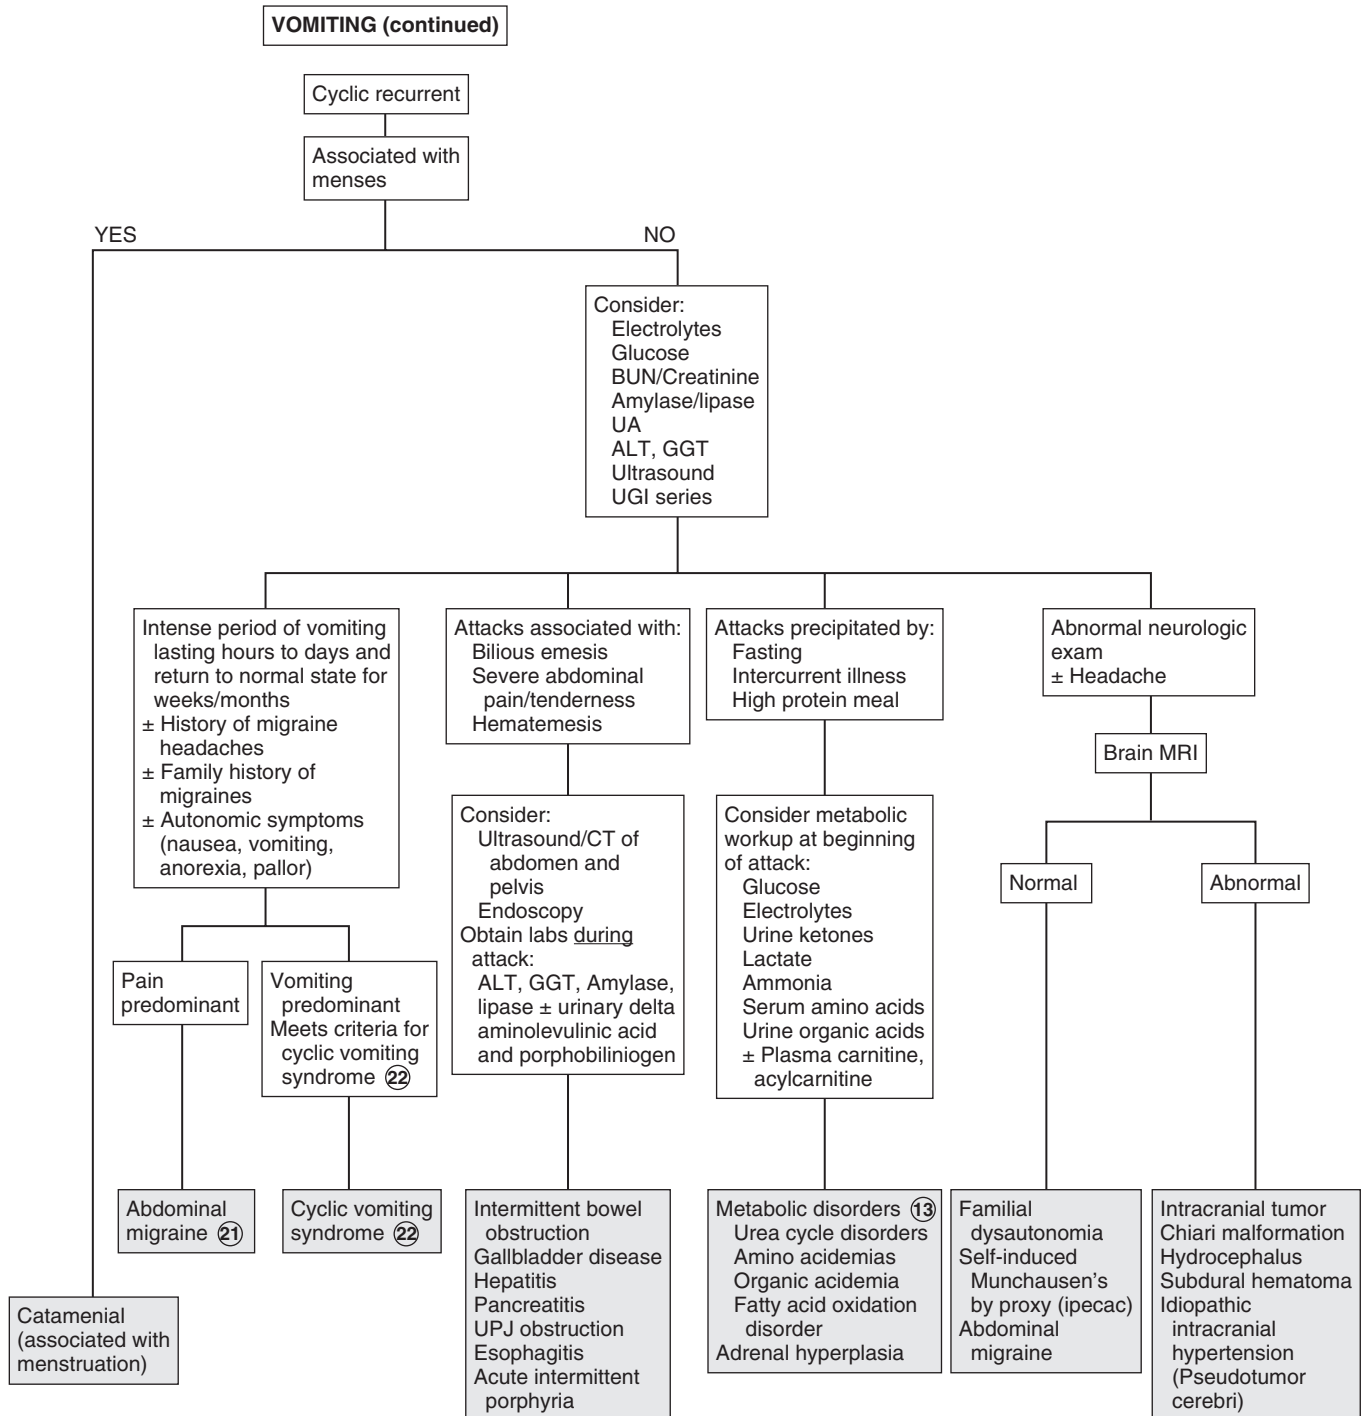 VOMITING (continued)
Cyclic recurrent
Associated with
menses
YES
NO
Consider:
Electrolytes
Glucose
BUN/Creatinine
Amylase/lipase
UA
ALT, GGT
Ultrasound
UGI series
Intense period of vomiting
lasting hours to days and
return to normal state for
weeks/months
± History of migraine
headaches
± Family history of
migraines
± Autonomic symptoms
(nausea, vomiting,
anorexia, pallor)
Attacks associated with:
Bilious emesis
Severe abdominal
pain/tenderness
Hematemesis
Attacks precipitated by:
Fasting
Intercurrent illness
High protein meal
Abnormal neurologic
exam
± Headache
Brain MRI
Consider:
Ultrasound/CT of
abdomen and
pelvis
Endoscopy
Obtain labs during
attack:
ALT, GGT, Amylase,
lipase ± urinary delta
aminolevulinic acid
and porphobiliniogen
Consider metabolic
workup at beginning
of attack:
Glucose
Electrolytes
Urine ketones
Lactate
Ammonia
Serum amino acids
Urine organic acids
± Plasma carnitine,
acylcarnitine
Normal
Abnormal
Pain
predominant
Vomiting
predominant
Meets criteria for
cyclic vomiting
syndrome 22
Abdominal
migraine 21
Cyclic vomiting
syndrome 22
Intermittent bowel
obstruction
Gallbladder disease
Hepatitis
Pancreatitis
UPJ obstruction
Esophagitis
Acute intermittent
porphyria
Metabolic disorders 13
Urea cycle disorders
Amino acidemias
Organic acidemia
Fatty acid oxidation
disorder
Adrenal hyperplasia
Familial
dysautonomia
Self-induced
Munchausen's
by proxy (ipecac)
Abdominal
migraine
Intracranial tumor
Chiari malformation
Hydrocephalus
Subdural hematoma
Idiopathic
intracranial
hypertension
(Pseudotumor
cerebri)
Catamenial
(associated with
menstruation)